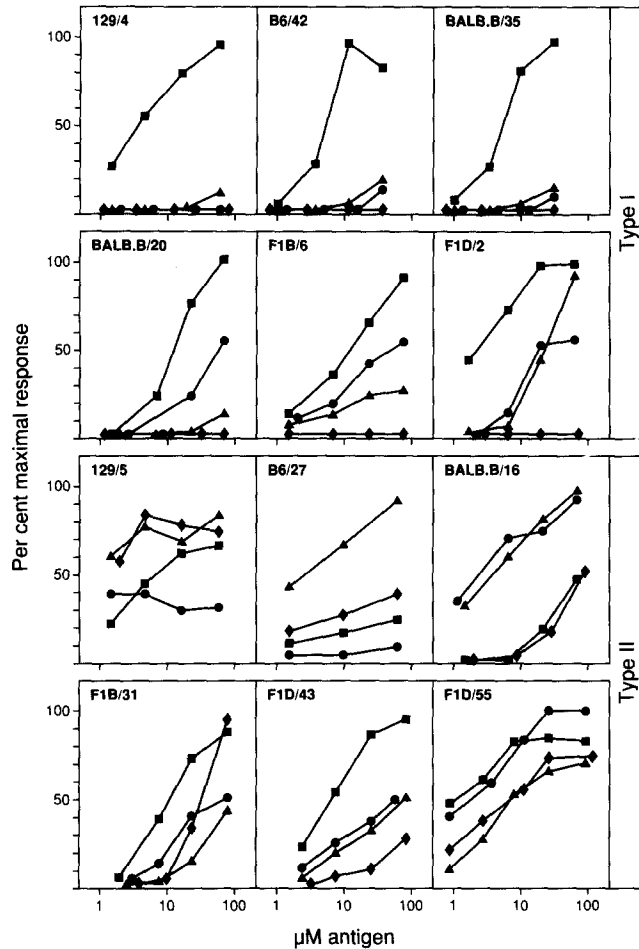 129/4 B6/42 BALB.B/35
100
50
Type I
BALB.B/20 F1B/6 F1D/2
100
50
Per cent maximal response
129/5 B6/27 BALB.B/16
100
50
Type II
F1B/31 F1D/43 F1D/55
100
50
1 10 100 1 10 100 1 10 100
μM antigen